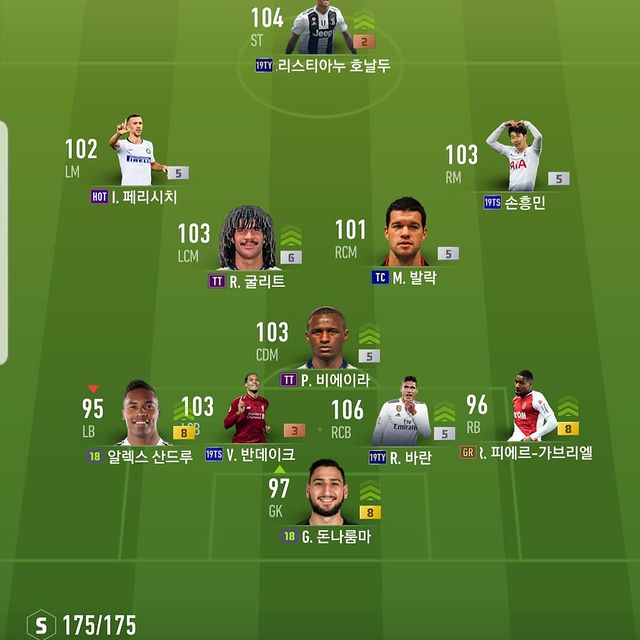 104
ST
Jeep
2
19TY .리스티아누 호날두
102
LM
PIRELLI
5
HOT I. 페리시치
103
RM
AIA
5
19TS 손흥민
103
LCM
6
TT R. 굴리트
101
RCM
5
TC M. 발락
103
CDM
5
TT P. 비에이라
95
LB
8
18 알렉스 산드루
103
LCB
3
19TS V. 반데이크
106
RCB
Emirates
5
19TY R. 바란
96
RB
8
GR R. 피에르-가브리엘
97
GK
8
18 G. 돈나룸마
S 175/175